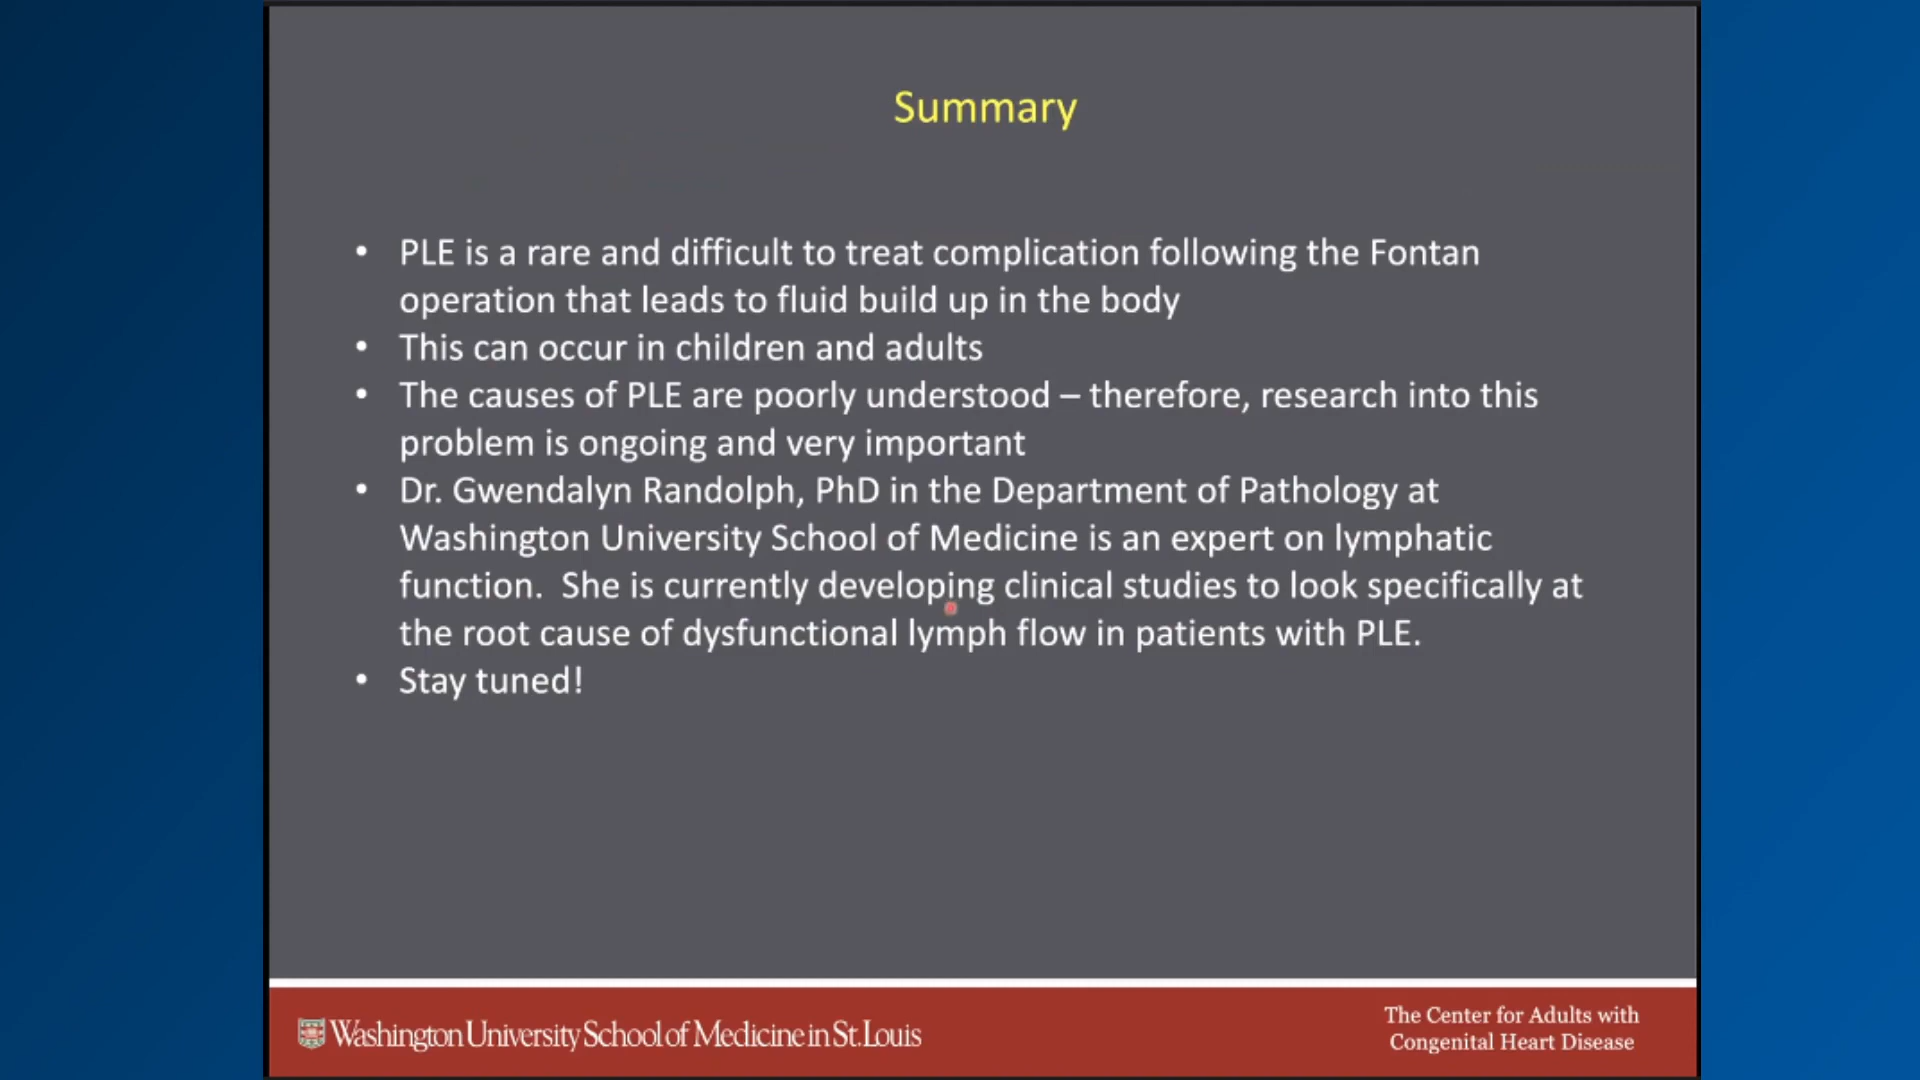 Summary
• PLE is a rare and difficult to treat complication following the Fontan
operation that leads to fluid build up in the body
• This can occur in children and adults
• The causes of PLE are poorly understood – therefore, research into this
problem is ongoing and very important
• Dr. Gwendalyn Randolph, PhD in the Department of Pathology at
Washington University School of Medicine is an expert on lymphatic
function.  She is currently developing clinical studies to look specifically at
the root cause of dysfunctional lymph flow in patients with PLE.
• Stay tuned!
Washington University School of Medicine in St. Louis
The Center for Adults with
Congenital Heart Disease